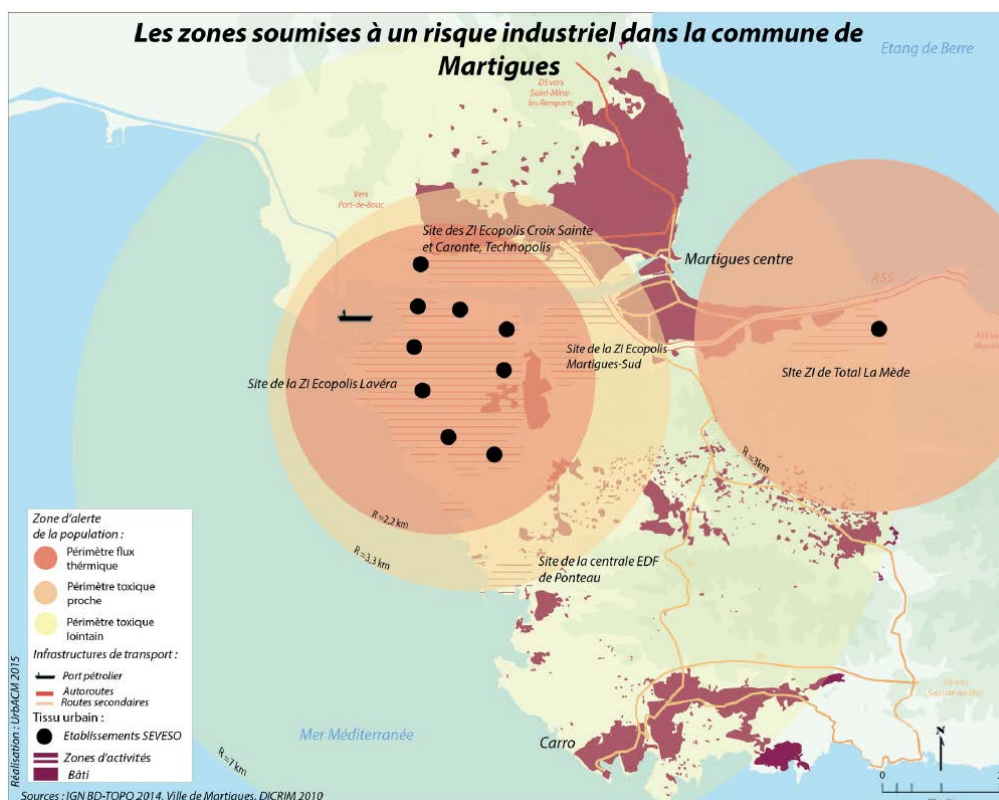 Les zones soumises à un risque industriel dans la commune de
Martigues
Etang de Berre
D5 vers
Saint-Mitre
les-Remparts
Vers
Port-de-Bouc
Site des ZI Ecopolis Croix Sainte
et Caronte, Technopolis
Martigues centre
A55
Site de la ZI Ecopolis
Martigues-Sud
Site de la ZI Ecopolis Lavéra
SIte ZI de Total La Mède
R =3km
R =2,2 km
R =3,3 km
Site de la centrale EDF
de Ponteau
Zone d'alerte
de la population :
Périmètre flux
thérmique
Périmètre toxique
proche
Périmètre toxique
lointain
Infrastructures de transport :
Port pétrolier
Autoroutes
Routes secondaires
Tissu urbain :
Etablissements SEVESO
Zones d'activités
Bâti
Réalisation : UrbACM 2015
Mer Méditerranée
R =7 km
Carro
N
0
Sources : IGN BD-TOPO 2014, Ville de Martigues, DICRIM 2010